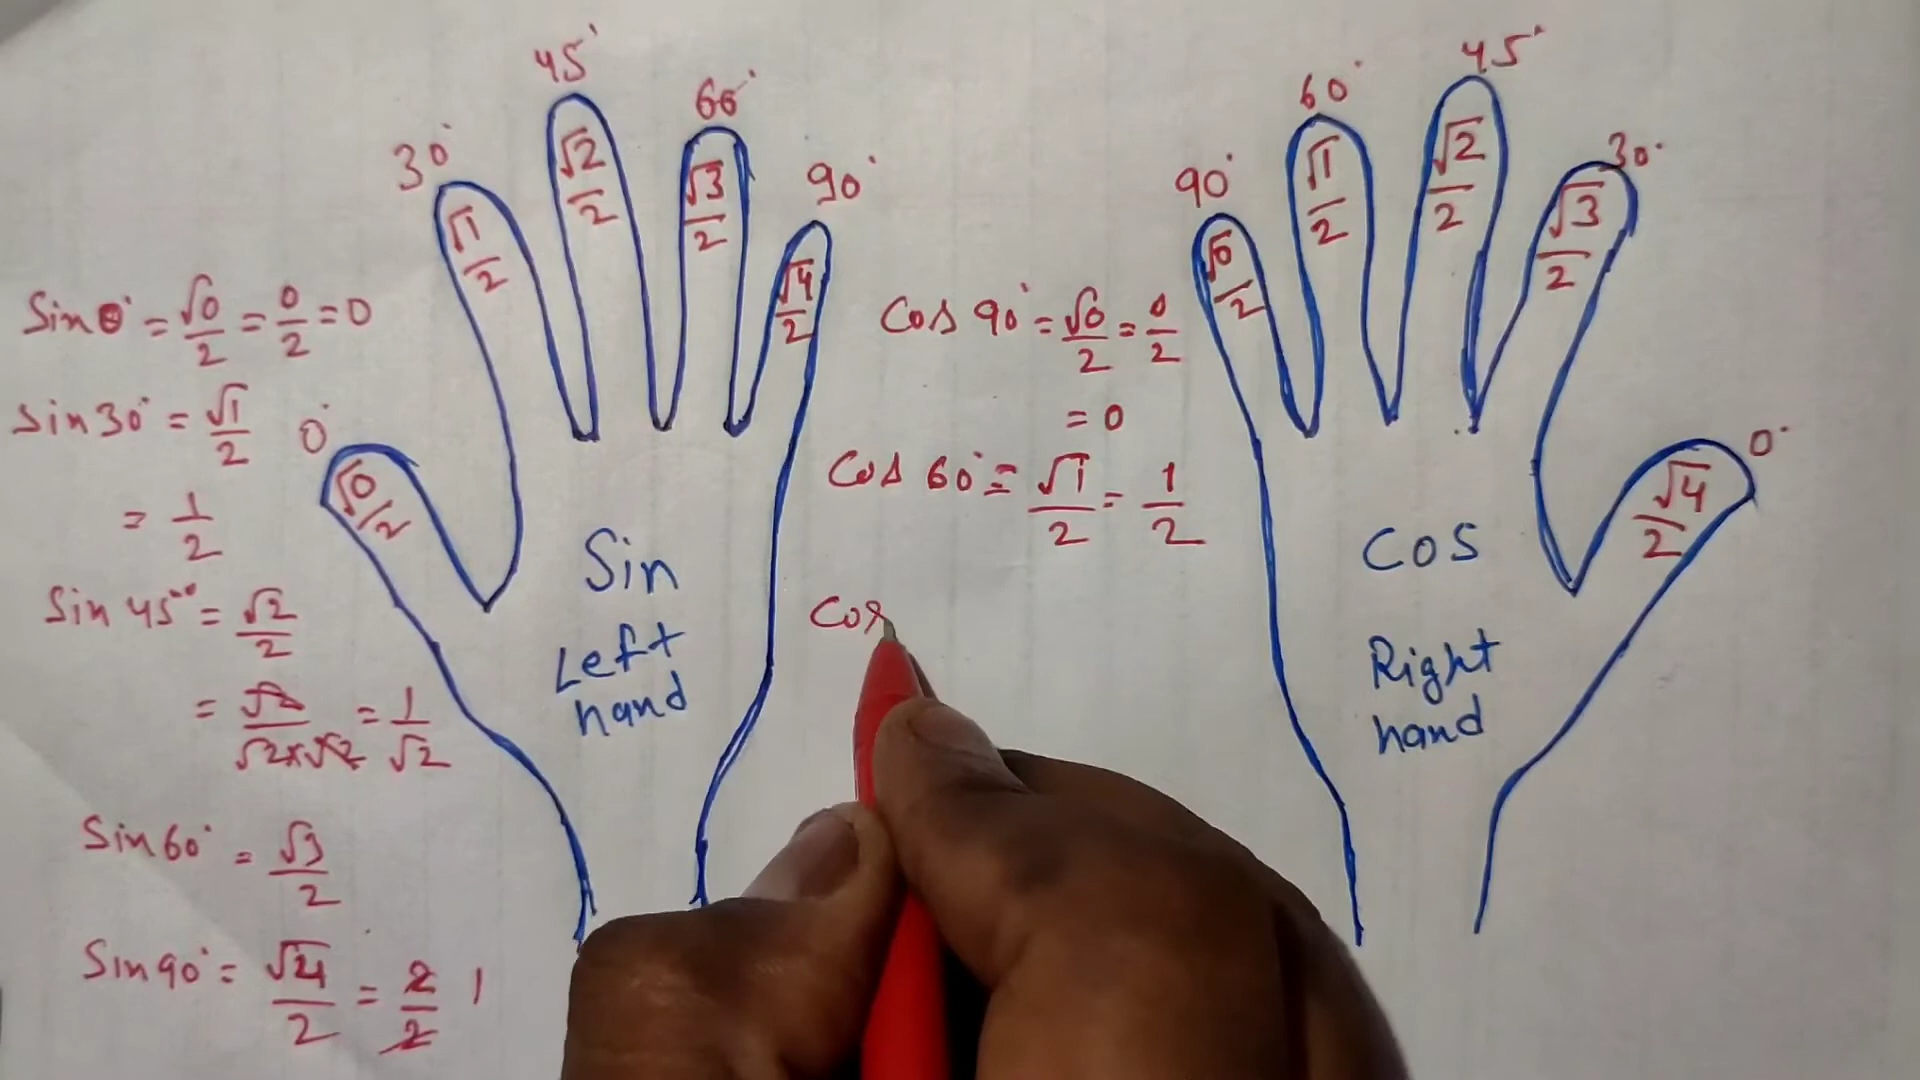 45°
60°
30°
90°
√1/2
√2/2
√3/2
√4/2
0°
√0/2
Sin 0° = √0/2 = 0/2 = 0
Sin 30° = √1/2
= 1/2
Sin 45° = √2/2
= √2/√2×√2 = 1/√2
Sin 60° = √3/2
Sin 90° = √4/2 = 2/2 1
Sin
Left
hand
Cos 90° = √0/2 = 0/2
= 0
Cos 60° = √1/2 = 1/2
Cos
90°
60°
45°
30°
0°
√0/2
√1/2
√2/2
√3/2
√4/2
Cos
Right
hand